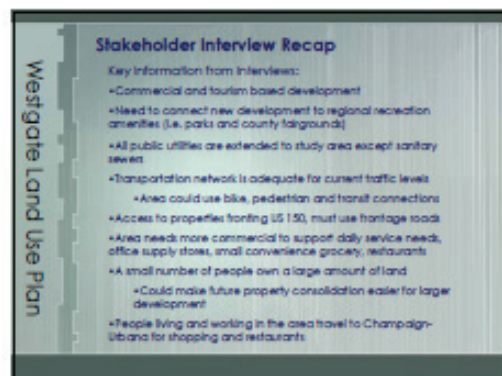 Westgate Land Use Plan
Stakeholder Interview Recap
Key Information from Interviews:
•Commercial and tourism based development
•Need to connect new development to regional recreation
amenities (i.e. parks and county fairgrounds)
•All public utilities are extended to study area except sanitary
sewers
•Transportation network is adequate for current traffic levels
•Area could use bike, pedestrian and transit connections
•Access to properties fronting US 150, must use frontage roads
•Area needs more commercial to support daily service needs,
office supply stores, small convenience grocery, restaurants
•A small number of people own a large amount of land
•Could make future property consolidation easier for larger
development
•People living and working in the area travel to Champaign-
Urbana for shopping and restaurants